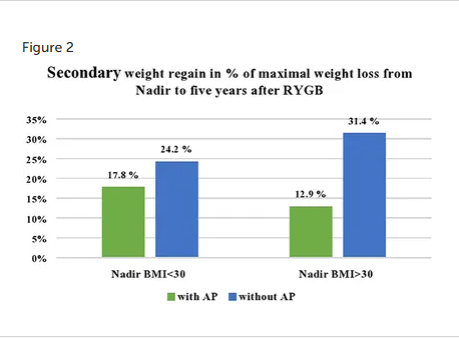 Figure 2
Secondary weight regain in % of maximal weight loss from
Nadir to five years after RYGB
35%
30%
25%
20%
15%
10%
5%
0%
17.8 %
24.2 %
12.9 %
31.4 %
Nadir BMI<30
Nadir BMI>30
with AP
without AP